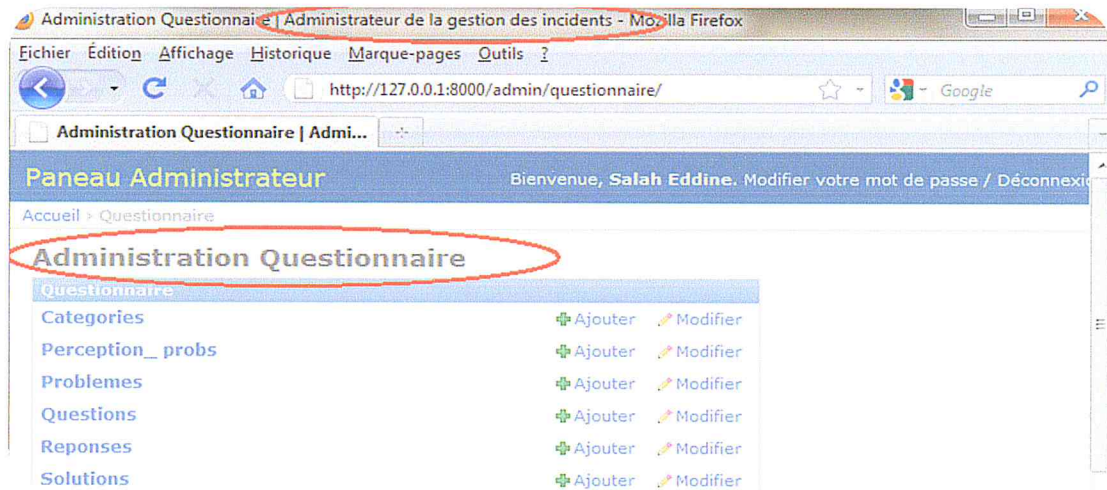 Administration Questionnaire | Administrateur de la gestion des incidents - Mozilla Firefox
Fichier Édition Affichage Historique Marque-pages Outils ?
http://127.0.0.1:8000/admin/questionnaire/ Google
Administration Questionnaire | Admi...
Paneau Administrateur Bienvenue, Salah Eddine. Modifier votre mot de passe / Déconnexio
Accueil › Questionnaire
Administration Questionnaire
Questionnaire
Categories Ajouter Modifier
Perception_ probs Ajouter Modifier
Problemes Ajouter Modifier
Questions Ajouter Modifier
Reponses Ajouter Modifier
Solutions Ajouter Modifier